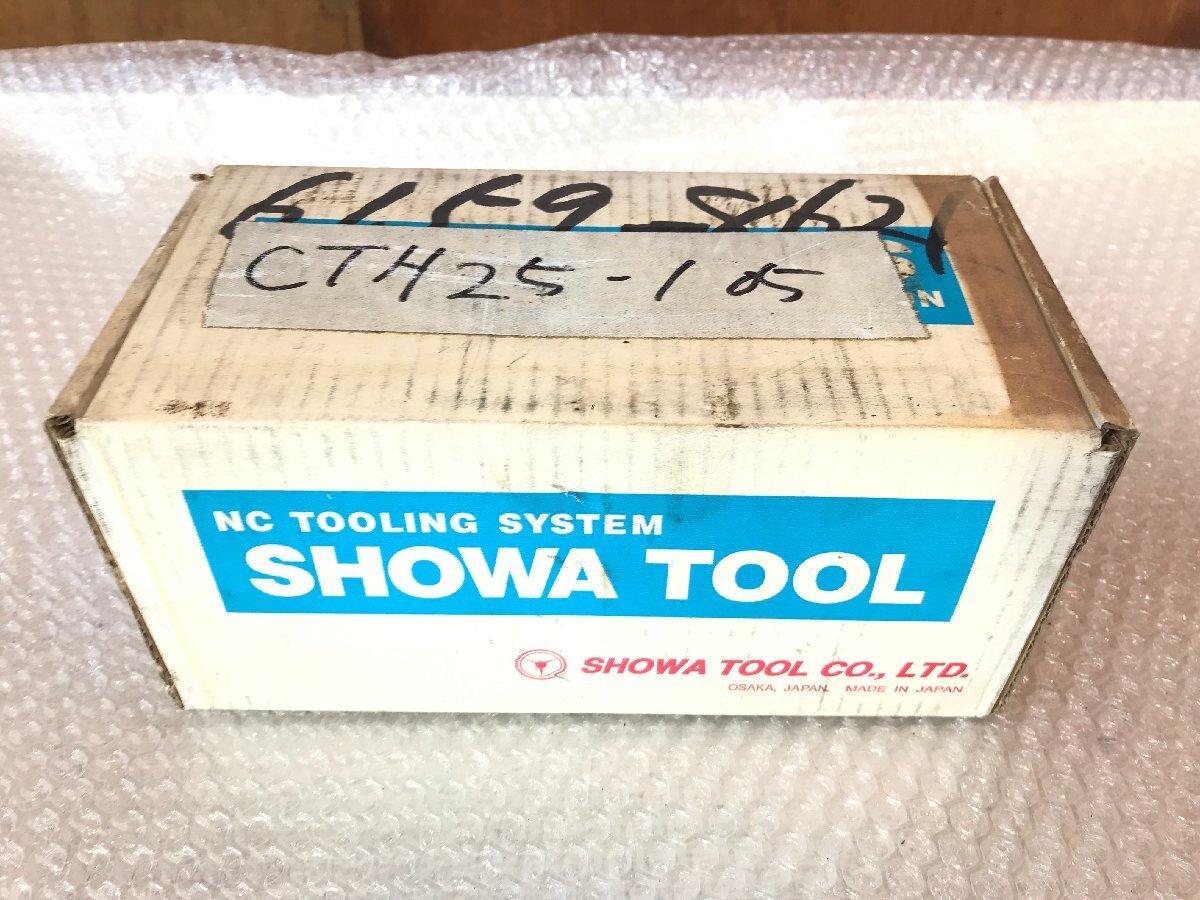 CTH25-105
N
NC TOOLING SYSTEM
SHOWA TOOL
SHOWA TOOL CO., LTD.
OSAKA, JAPAN. MADE IN JAPAN